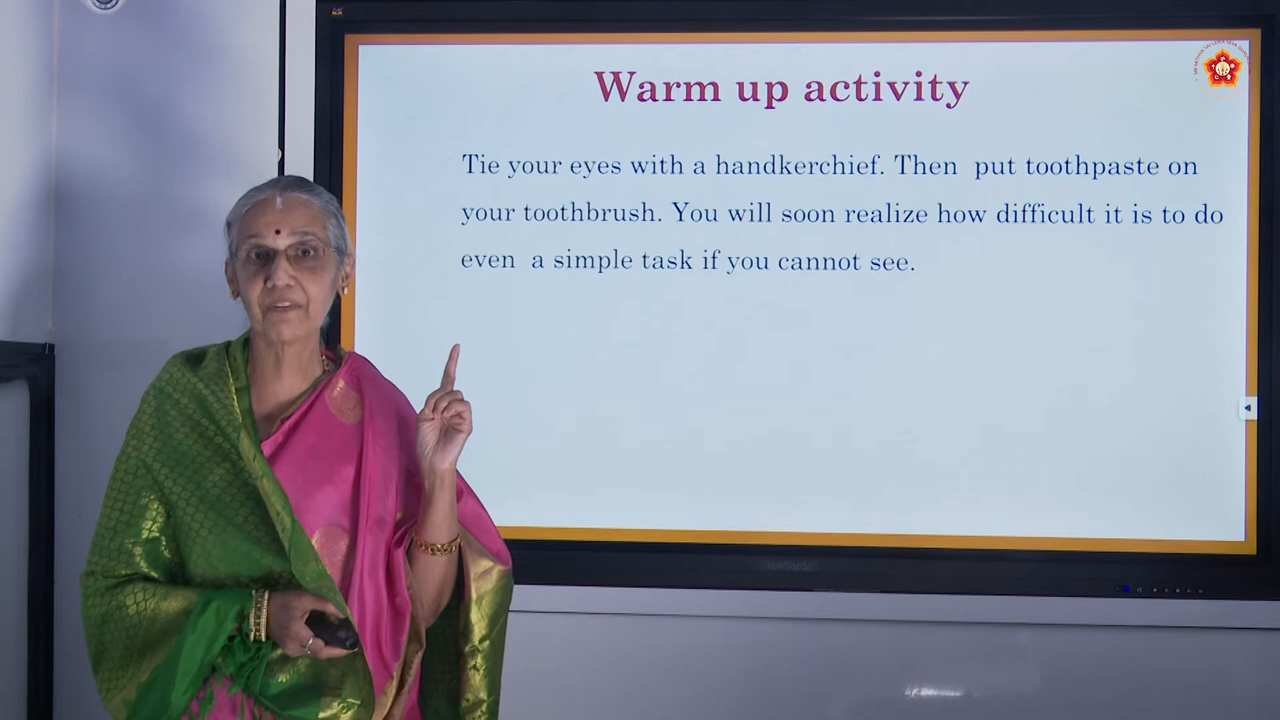 Warm up activity
Tie your eyes with a handkerchief. Then put toothpaste on
your toothbrush. You will soon realize how difficult it is to do
even a simple task if you cannot see.